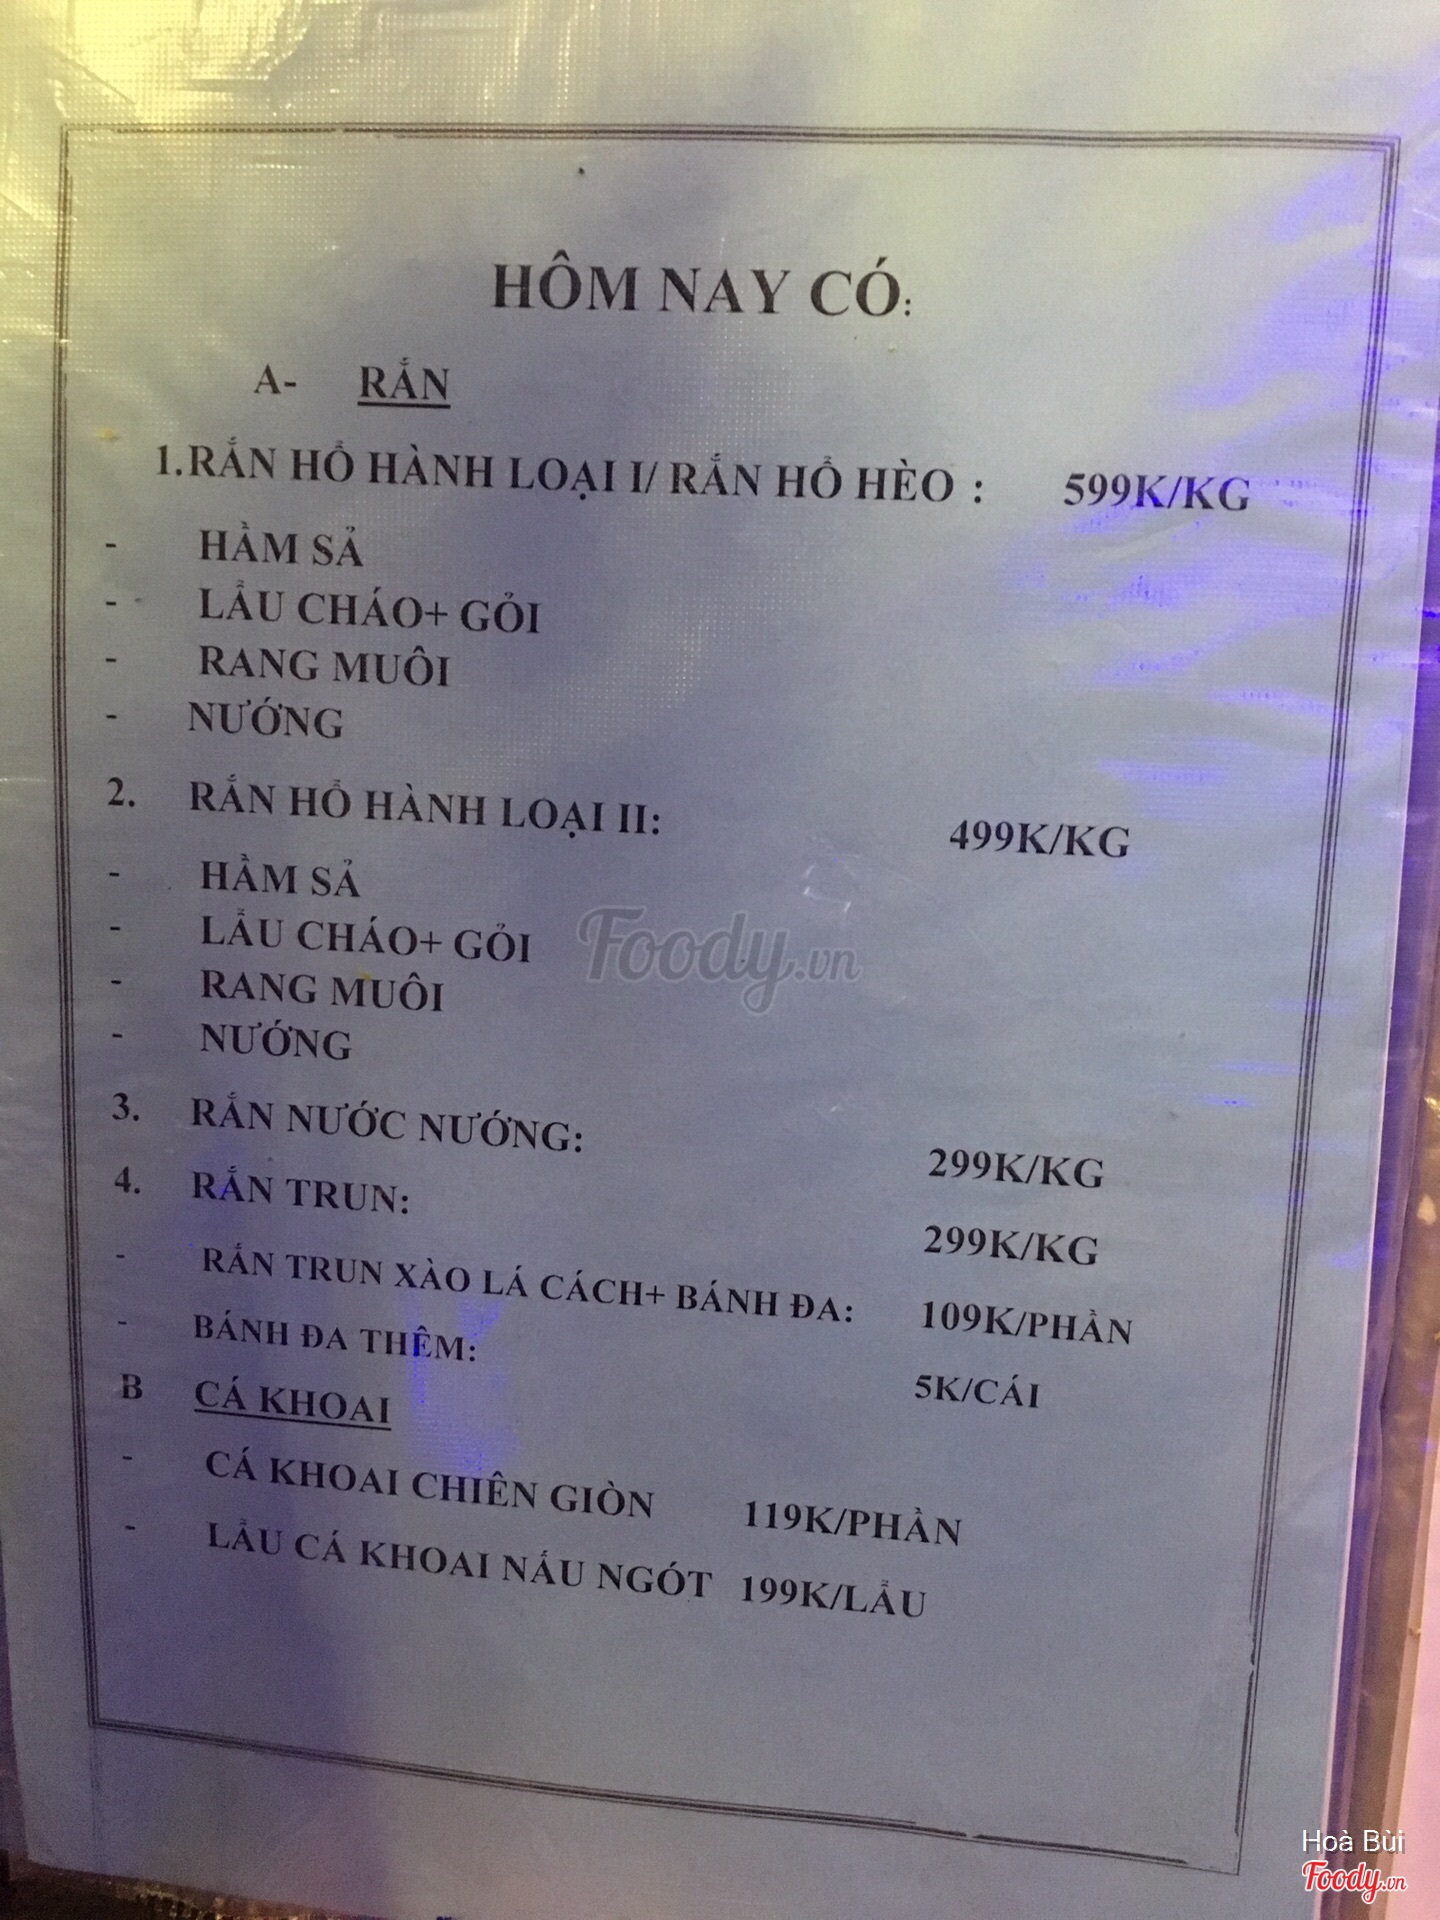 HÔM NAY CÓ:
A- RẮN
1.RẮN HỔ HÀNH LOẠI I/ RẮN HỔ HÈO : 599K/KG
- HẦM SẢ
- LẨU CHÁO+ GỎI
- RANG MUÔI
- NƯỚNG
2. RẮN HỔ HÀNH LOẠI II: 499K/KG
- HẦM SẢ
- LẨU CHÁO+ GỎI
- RANG MUÔI
- NƯỚNG
3. RẮN NƯỚC NƯỚNG: 299K/KG
4. RẮN TRUN: 299K/KG
- RẮN TRUN XÀO LÁ CÁCH+ BÁNH ĐA: 109K/PHẦN
- BÁNH ĐA THÊM: 5K/CÁI
B CÁ KHOAI
- CÁ KHOAI CHIÊN GIÒN 119K/PHẦN
- LẨU CÁ KHOAI NẤU NGÓT 199K/LẨU
Foody.vn
Hoà Bùi
Foody.vn